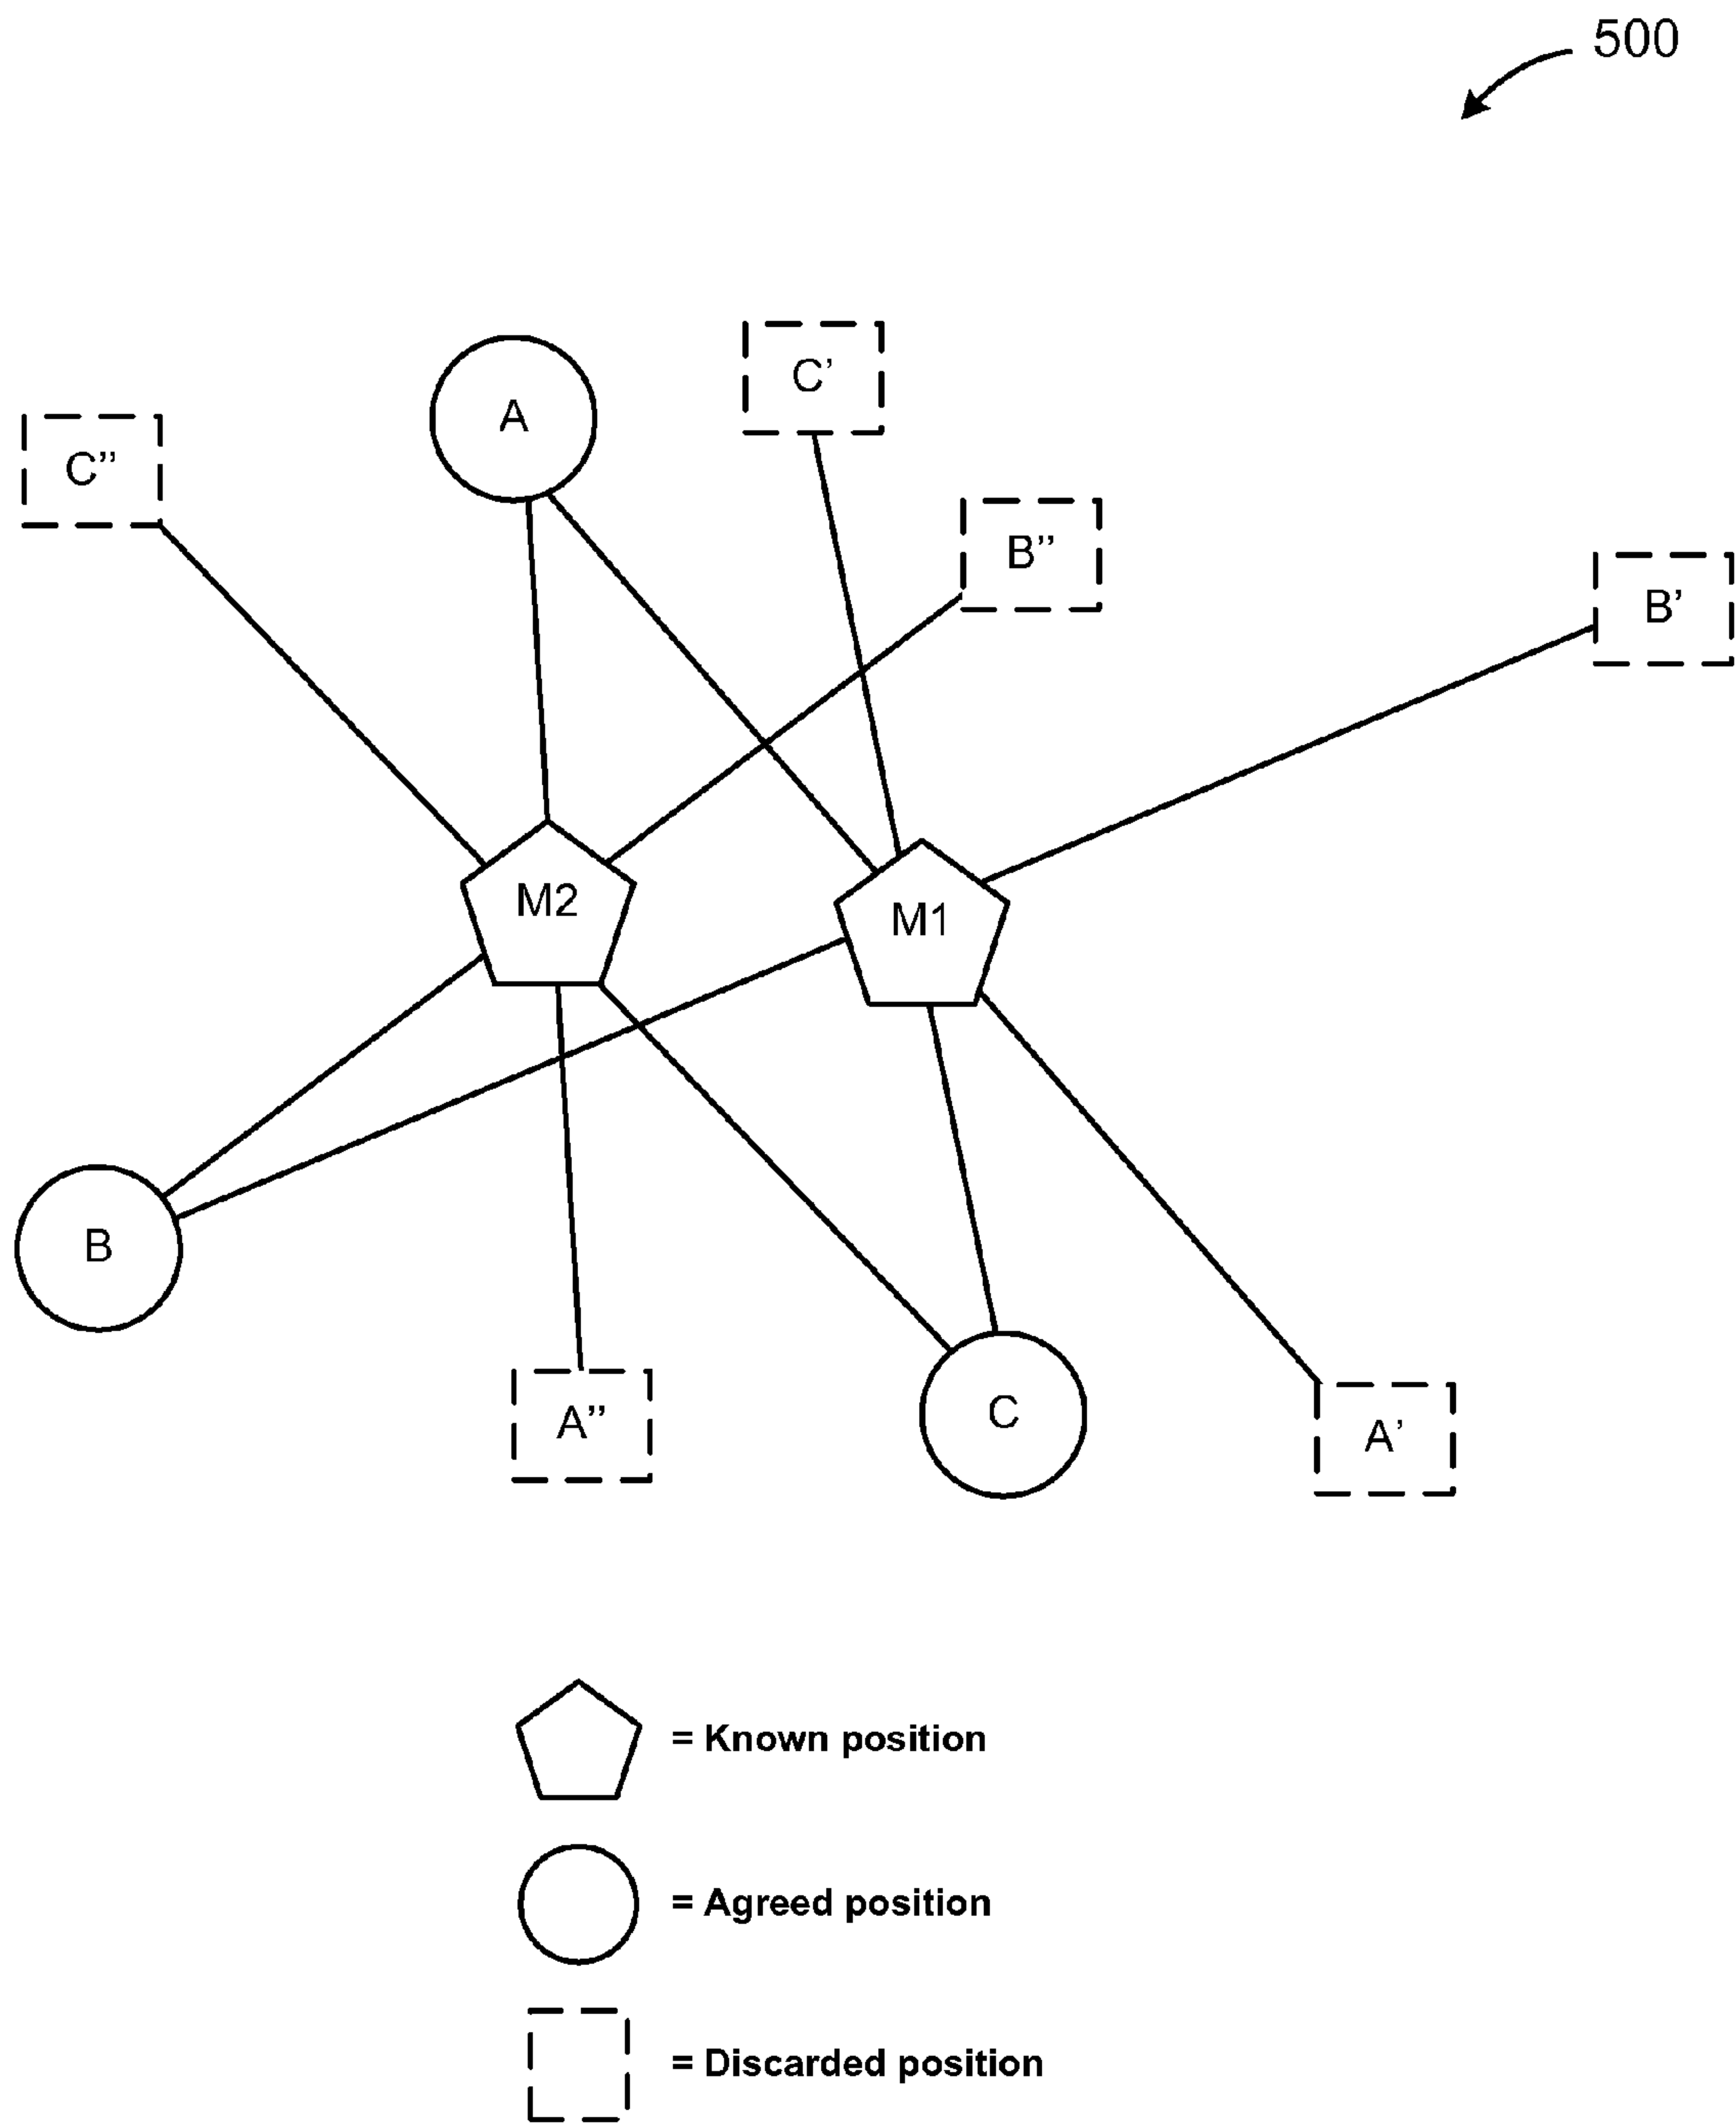 500
C’
A
C”
B”
B’
M2
M1
B
C
A”
A’
= Known position
= Agreed position
= Discarded position